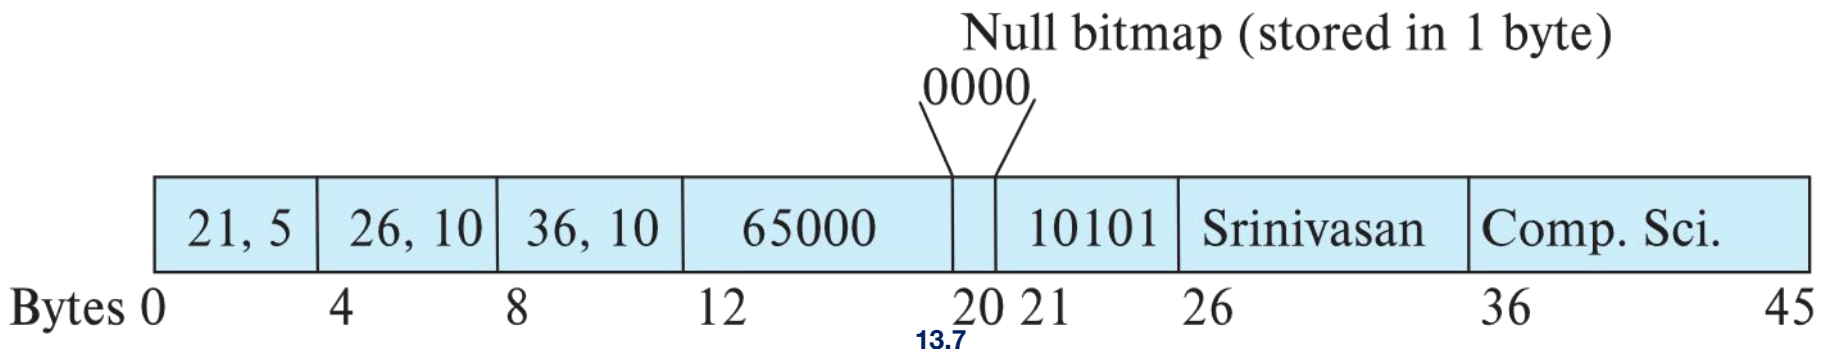 Null bitmap (stored in 1 byte)
0000
21, 5 26, 10 36, 10 65000 10101 Srinivasan Comp. Sci.
Bytes 0 4 8 12 20 21 26 36 45
13.7